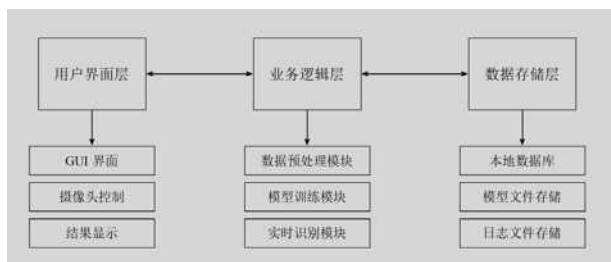 用户界面层
业务逻辑层
数据存储层
GUI 界面
数据预处理模块
本地数据库
摄像头控制
模型训练模块
模型文件存储
结果显示
实时识别模块
日志文件存储